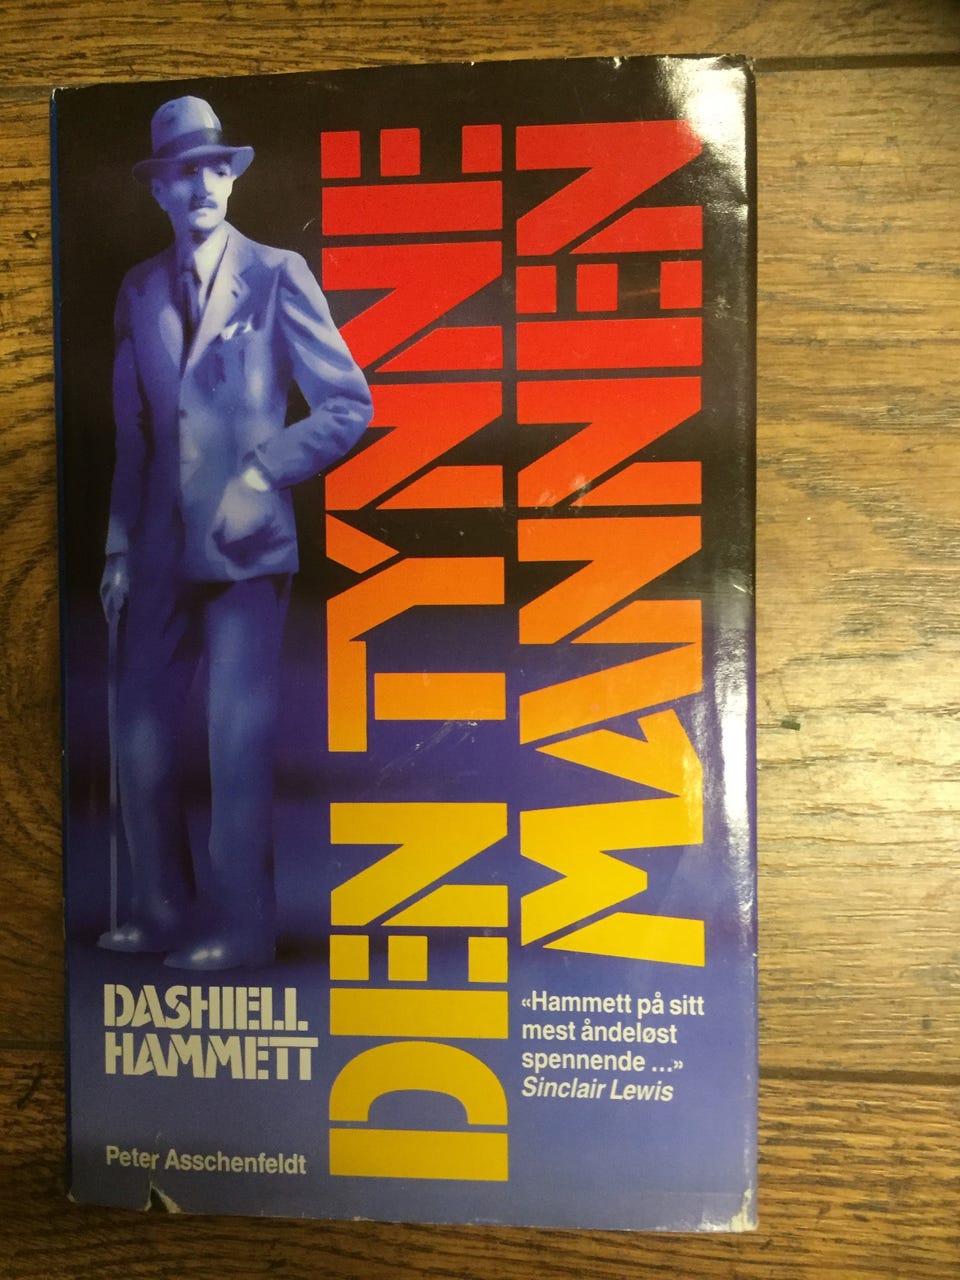 DEN TYNNE
MANNEN
DASHIELL
HAMMETT
«Hammett på sitt
mest åndeløst
spennende ...»
Sinclair Lewis
Peter Asschenfeldt